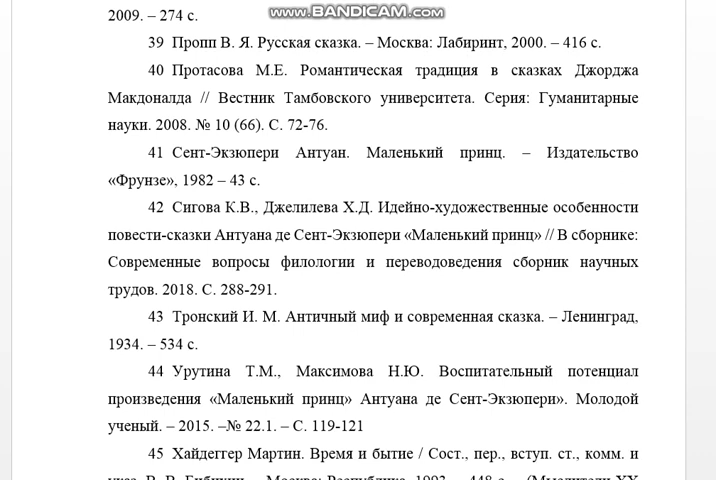 www.BANDICAM.com
2009. – 274 с.
39 Пропп В. Я. Русская сказка. – Москва: Лабиринт, 2000. – 416 с.
40 Протасова М.Е. Романтическая традиция в сказках Джорджа
Макдоналда // Вестник Тамбовского университета. Серия: Гуманитарные
науки. 2008. № 10 (66). С. 72-76.
41 Сент-Экзюпери Антуан. Маленький принц. – Издательство
«Фрунзе», 1982 – 43 с.
42 Сигова К.В., Джелилева Х.Д. Идейно-художественные особенности
повести-сказки Антуана де Сент-Экзюпери «Маленький принц» // В сборнике:
Современные вопросы филологии и переводоведения сборник научных
трудов. 2018. С. 288-291.
43 Тронский И. М. Античный миф и современная сказка. – Ленинград,
1934. – 534 с.
44 Урутина Т.М., Максимова Н.Ю. Воспитательный потенциал
произведения «Маленький принц» Антуана де Сент-Экзюпери». Молодой
ученый. – 2015. –№ 22.1. – С. 119-121
45 Хайдеггер Мартин. Время и бытие / Сост., пер., вступ. ст., комм. и